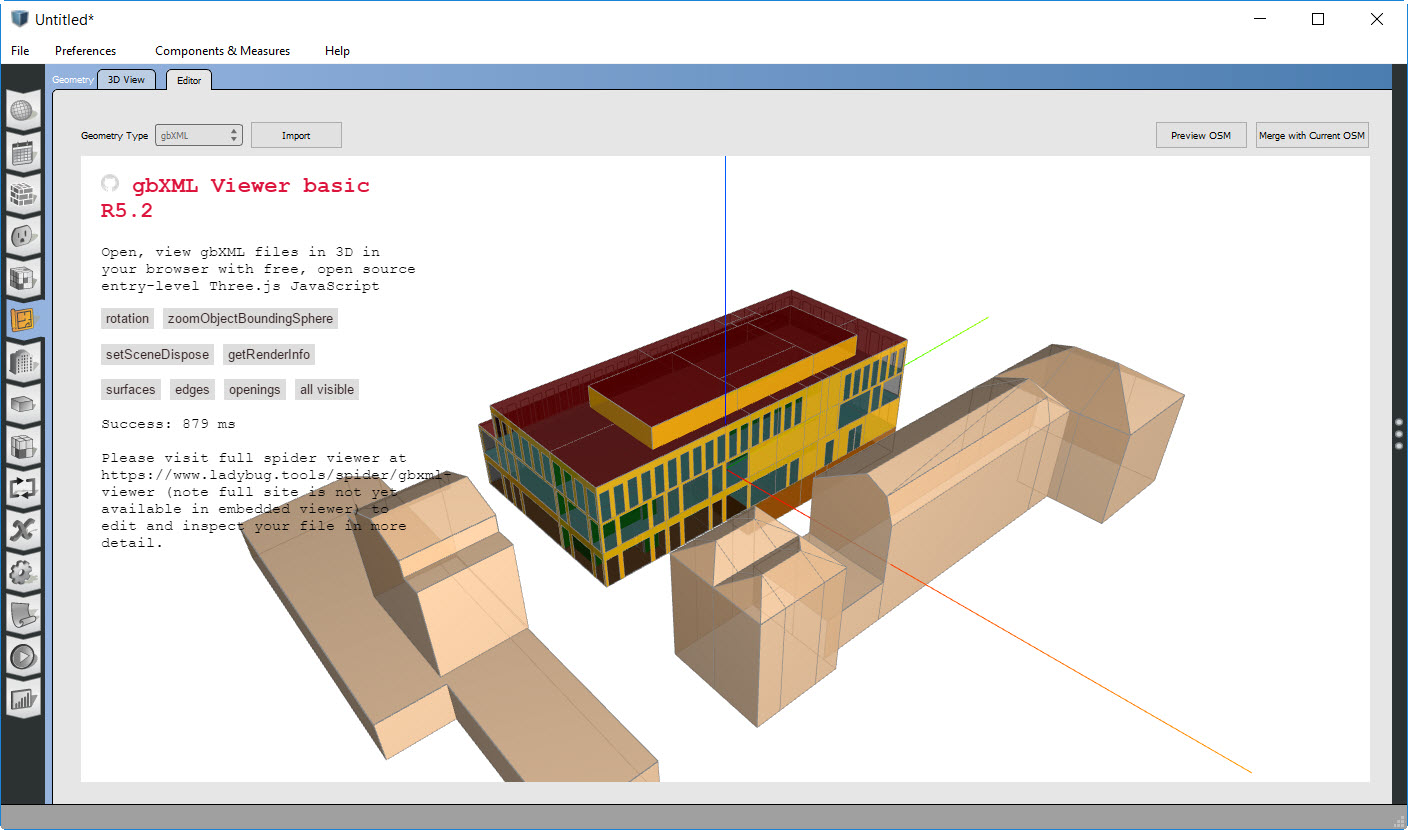 Untitled*
File Preferences Components & Measures Help
Geometry 3D View Editor
Geometry Type gbXML Import Preview OSM Merge with Current OSM
gbXML Viewer basic
R5.2
Open, view gbXML files in 3D in
your browser with free, open source
entry-level Three.js JavaScript
rotation zoomObjectBoundingSphere
setSceneDispose getRenderInfo
surfaces edges openings all visible
Success: 879 ms
Please visit full spider viewer at
https://www.ladybug.tools/spider/gbxml-
viewer (note full site is not yet
available in embedded viewer) to
edit and inspect your file in more
detail.